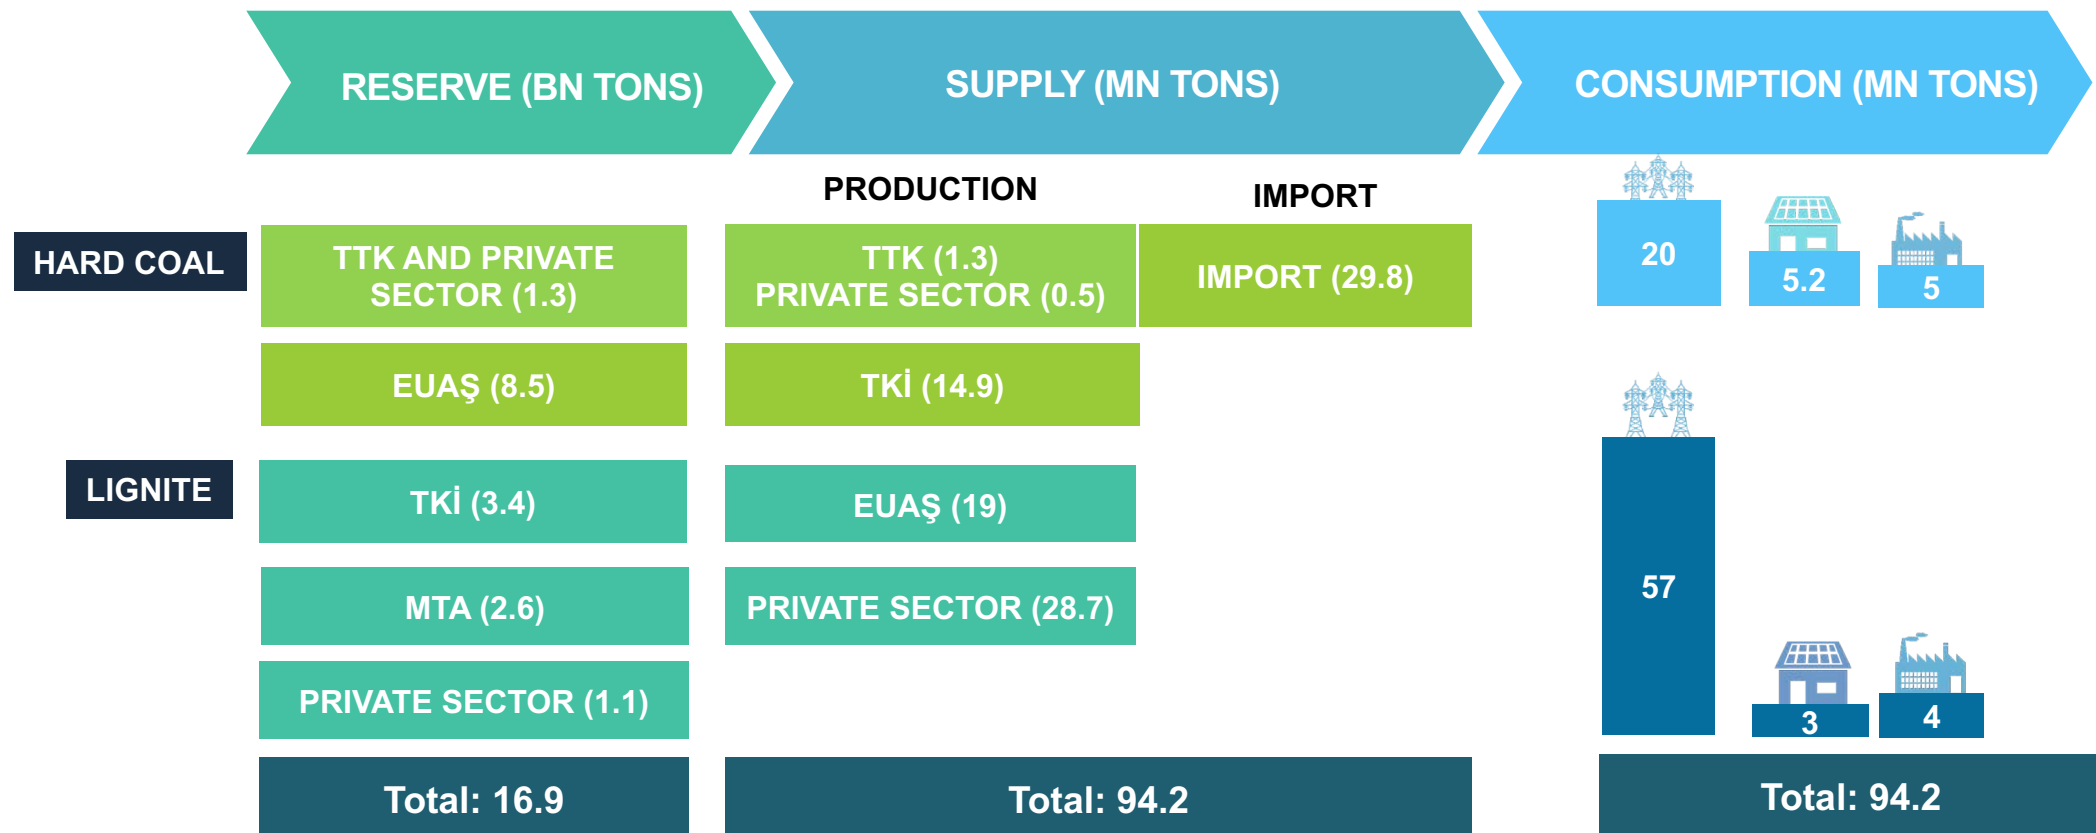 RESERVE (BN TONS)
SUPPLY (MN TONS)
CONSUMPTION (MN TONS)
PRODUCTION
IMPORT
HARD COAL
TTK AND PRIVATE
SECTOR (1.3)
TTK (1.3)
PRIVATE SECTOR (0.5)
IMPORT (29.8)
20
5.2
5
EUAŞ (8.5)
TKİ (14.9)
LIGNITE
TKİ (3.4)
EUAŞ (19)
MTA (2.6)
PRIVATE SECTOR (28.7)
57
PRIVATE SECTOR (1.1)
3
4
Total: 16.9
Total: 94.2
Total: 94.2